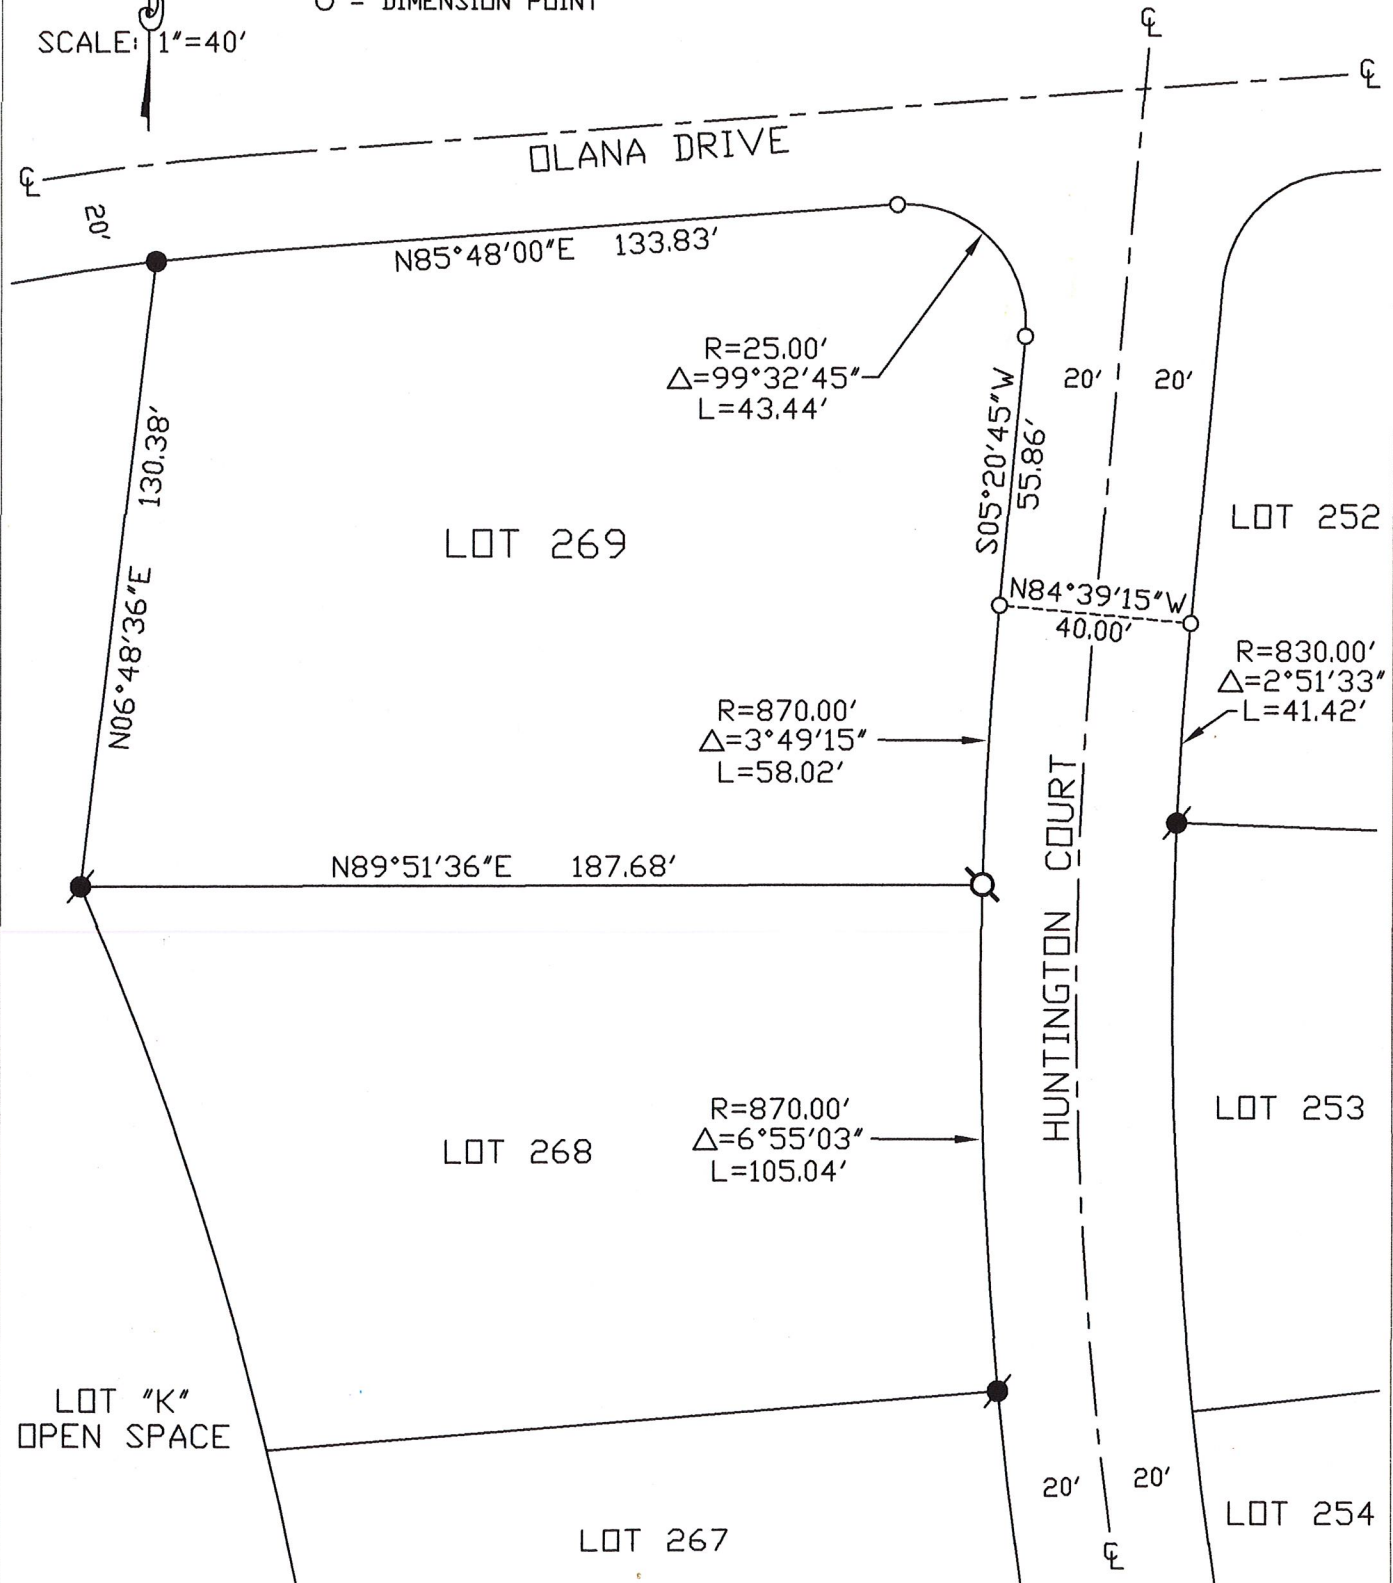 O = DIMENSION POINT
SCALE: 1"=40'
℄
℄
OLANA DRIVE
℄
20'
N85°48'00"E 133.83'
R=25.00'
Δ=99°32'45"
L=43.44'
20' 20'
S05°20'45"W
55.86'
N06°48'36"E 130.38'
LOT 269
LOT 252
N84°39'15"W
40.00'
R=830.00'
Δ=2°51'33"
L=41.42'
R=870.00'
Δ=3°49'15"
L=58.02'
HUNTINGTON COURT
N89°51'36"E 187.68'
R=870.00'
Δ=6°55'03"
L=105.04'
LOT 268
LOT 253
LOT "K"
OPEN SPACE
20' 20'
LOT 267
LOT 254
℄